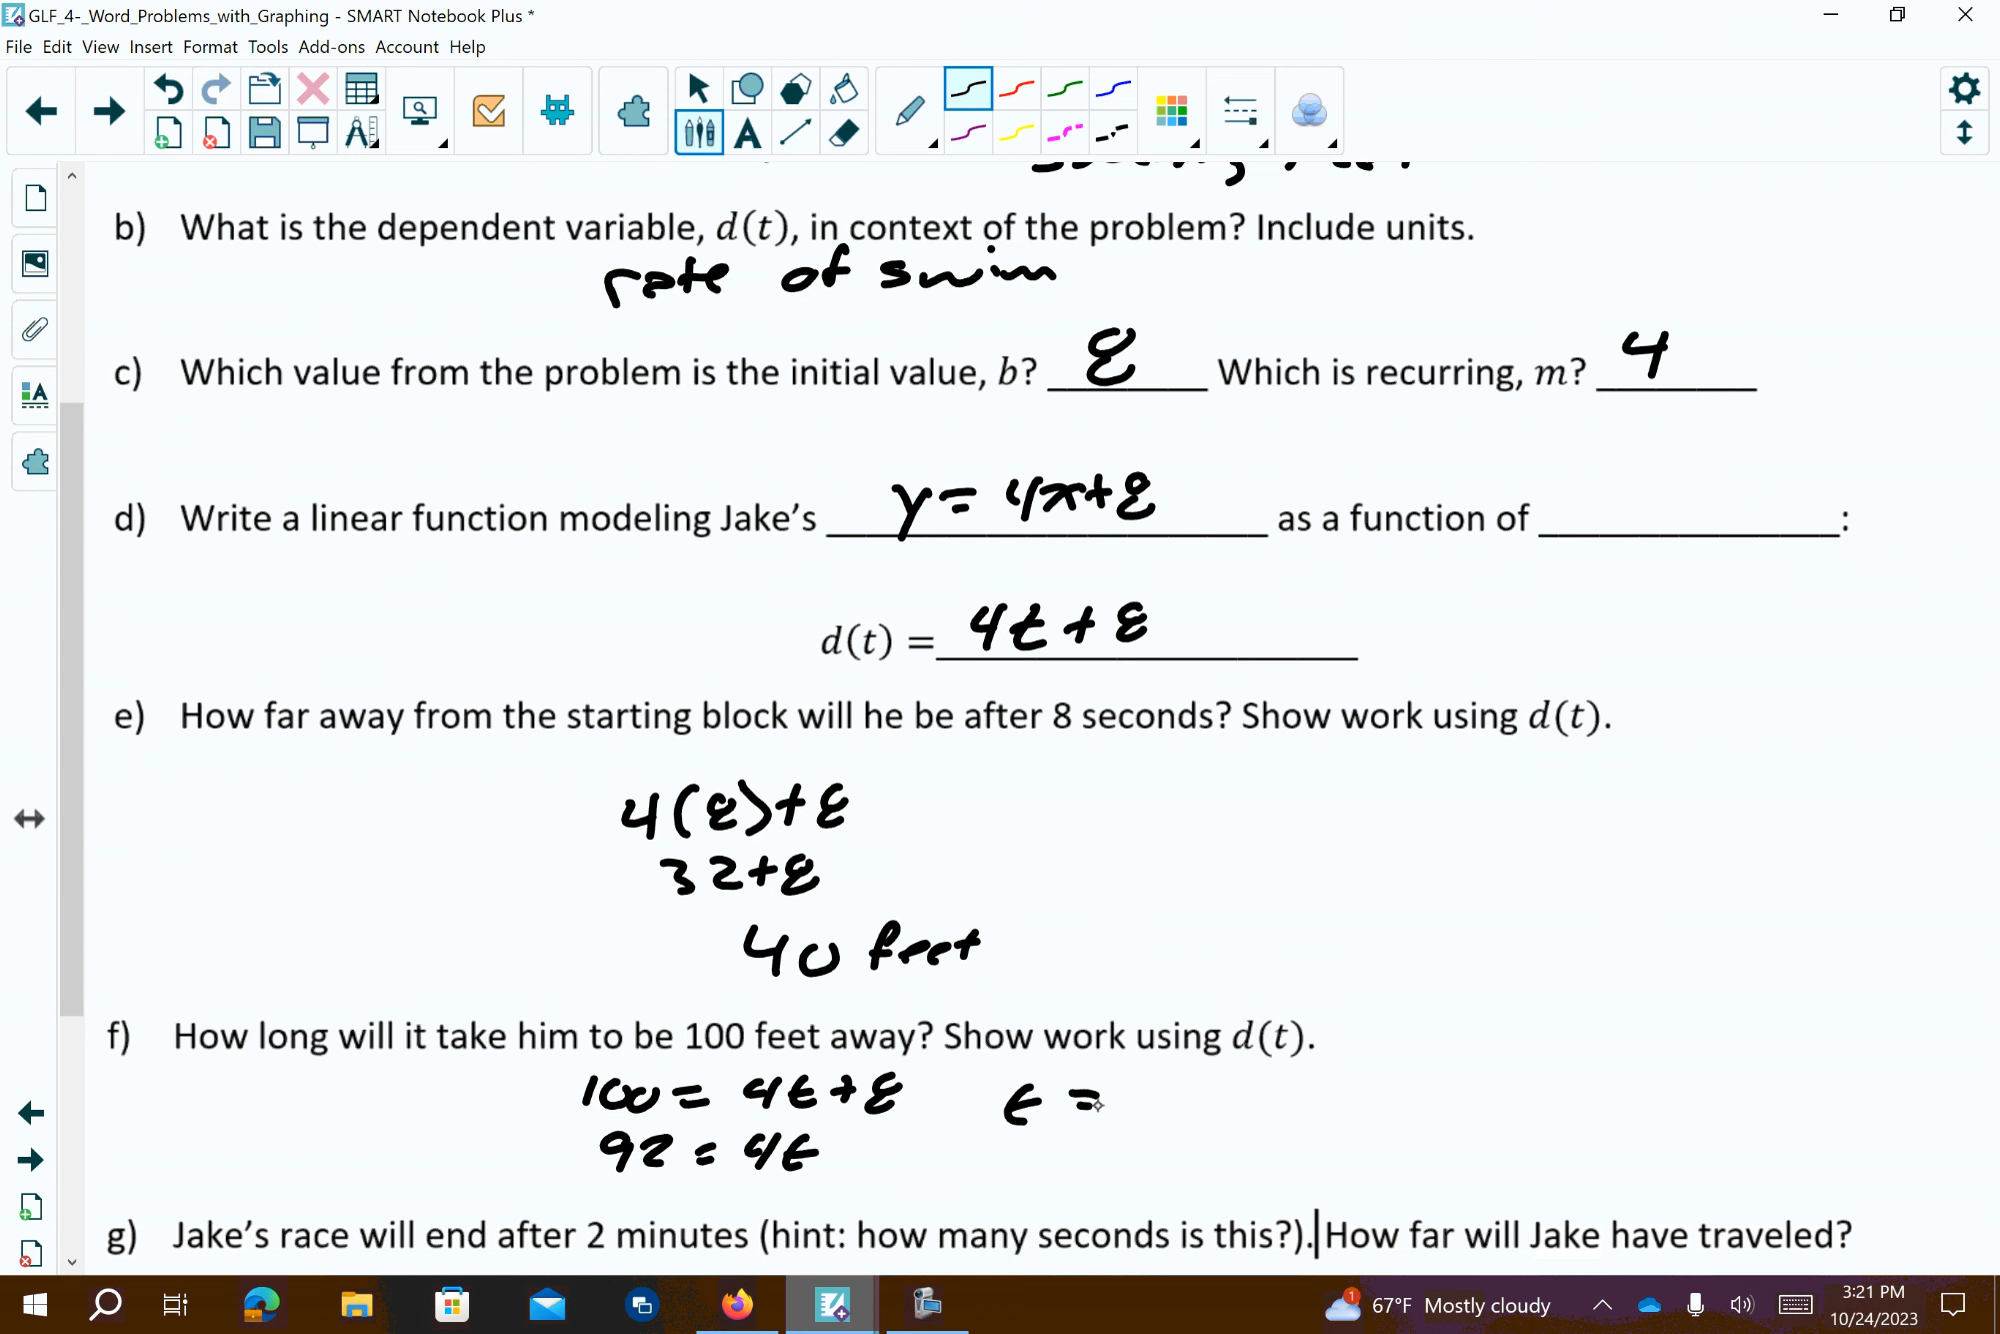 GLF_4-_Word_Problems_with_Graphing - SMART Notebook Plus *
File Edit View Insert Format Tools Add-ons Account Help
b) What is the dependent variable, d(t), in context of the problem? Include units.
rate of swim
c) Which value from the problem is the initial value, b? 8 Which is recurring, m? 4
d) Write a linear function modeling Jake's y = 4x+8 as a function of ______________:
d(t) = 4t + 8
e) How far away from the starting block will he be after 8 seconds? Show work using d(t).
4(8)+8
32+8
40 feet
f) How long will it take him to be 100 feet away? Show work using d(t).
100 = 4t + 8 t =
92 = 4t
g) Jake's race will end after 2 minutes (hint: how many seconds is this?). How far will Jake have traveled?
1 67°F Mostly cloudy 3:21 PM
10/24/2023